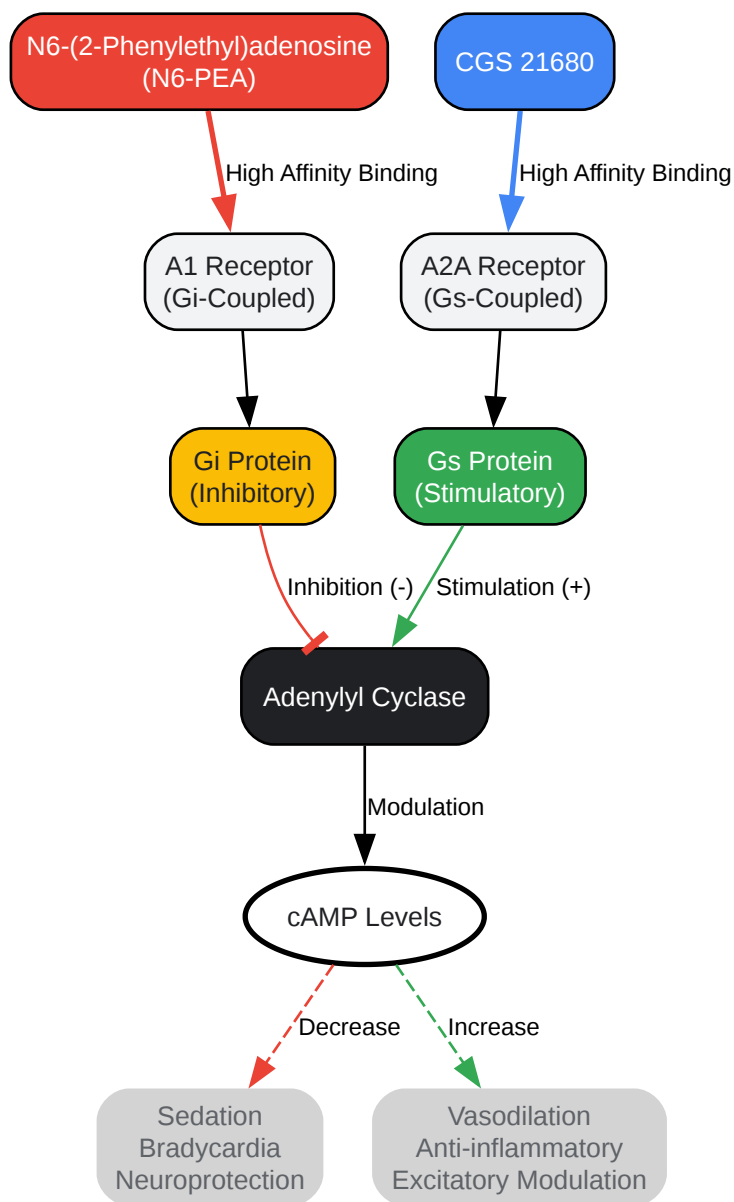 N6-(2-Phenylethyl)adenosine
(N6-PEA)
CGS 21680
High Affinity Binding
High Affinity Binding
A1 Receptor
(Gi-Coupled)
A2A Receptor
(Gs-Coupled)
Gi Protein
(Inhibitory)
Gs Protein
(Stimulatory)
Inhibition (-)
Stimulation (+)
Adenylyl Cyclase
Modulation
cAMP Levels
Decrease
Increase
Sedation
Bradycardia
Neuroprotection
Vasodilation
Anti-inflammatory
Excitatory Modulation